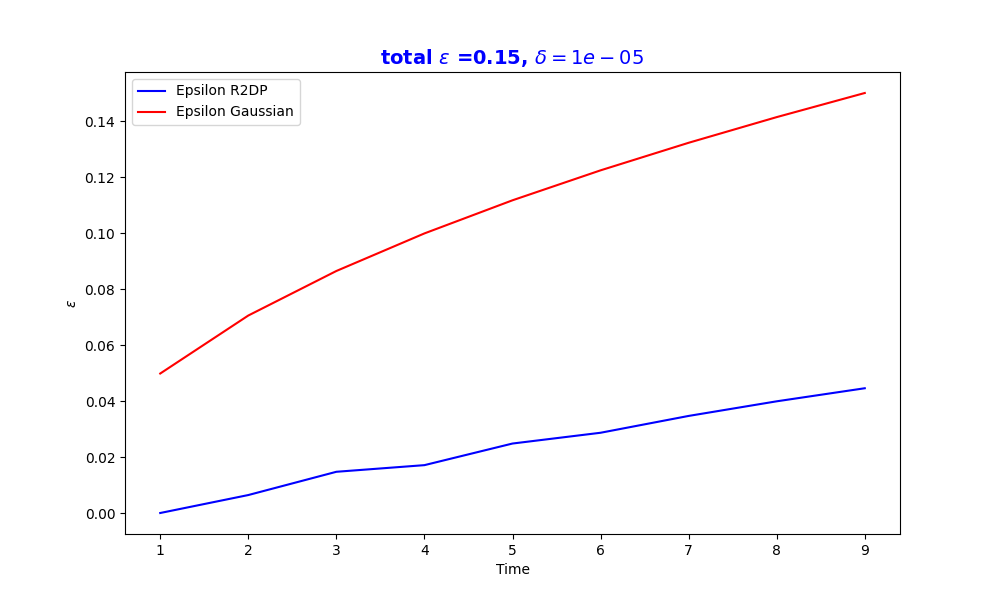 total ε =0.15, δ = 1e − 05
Epsilon R2DP
Epsilon Gaussian
0.14
0.12
0.10
0.08
0.06
0.04
0.02
0.00
ε
1 2 3 4 5 6 7 8 9
Time